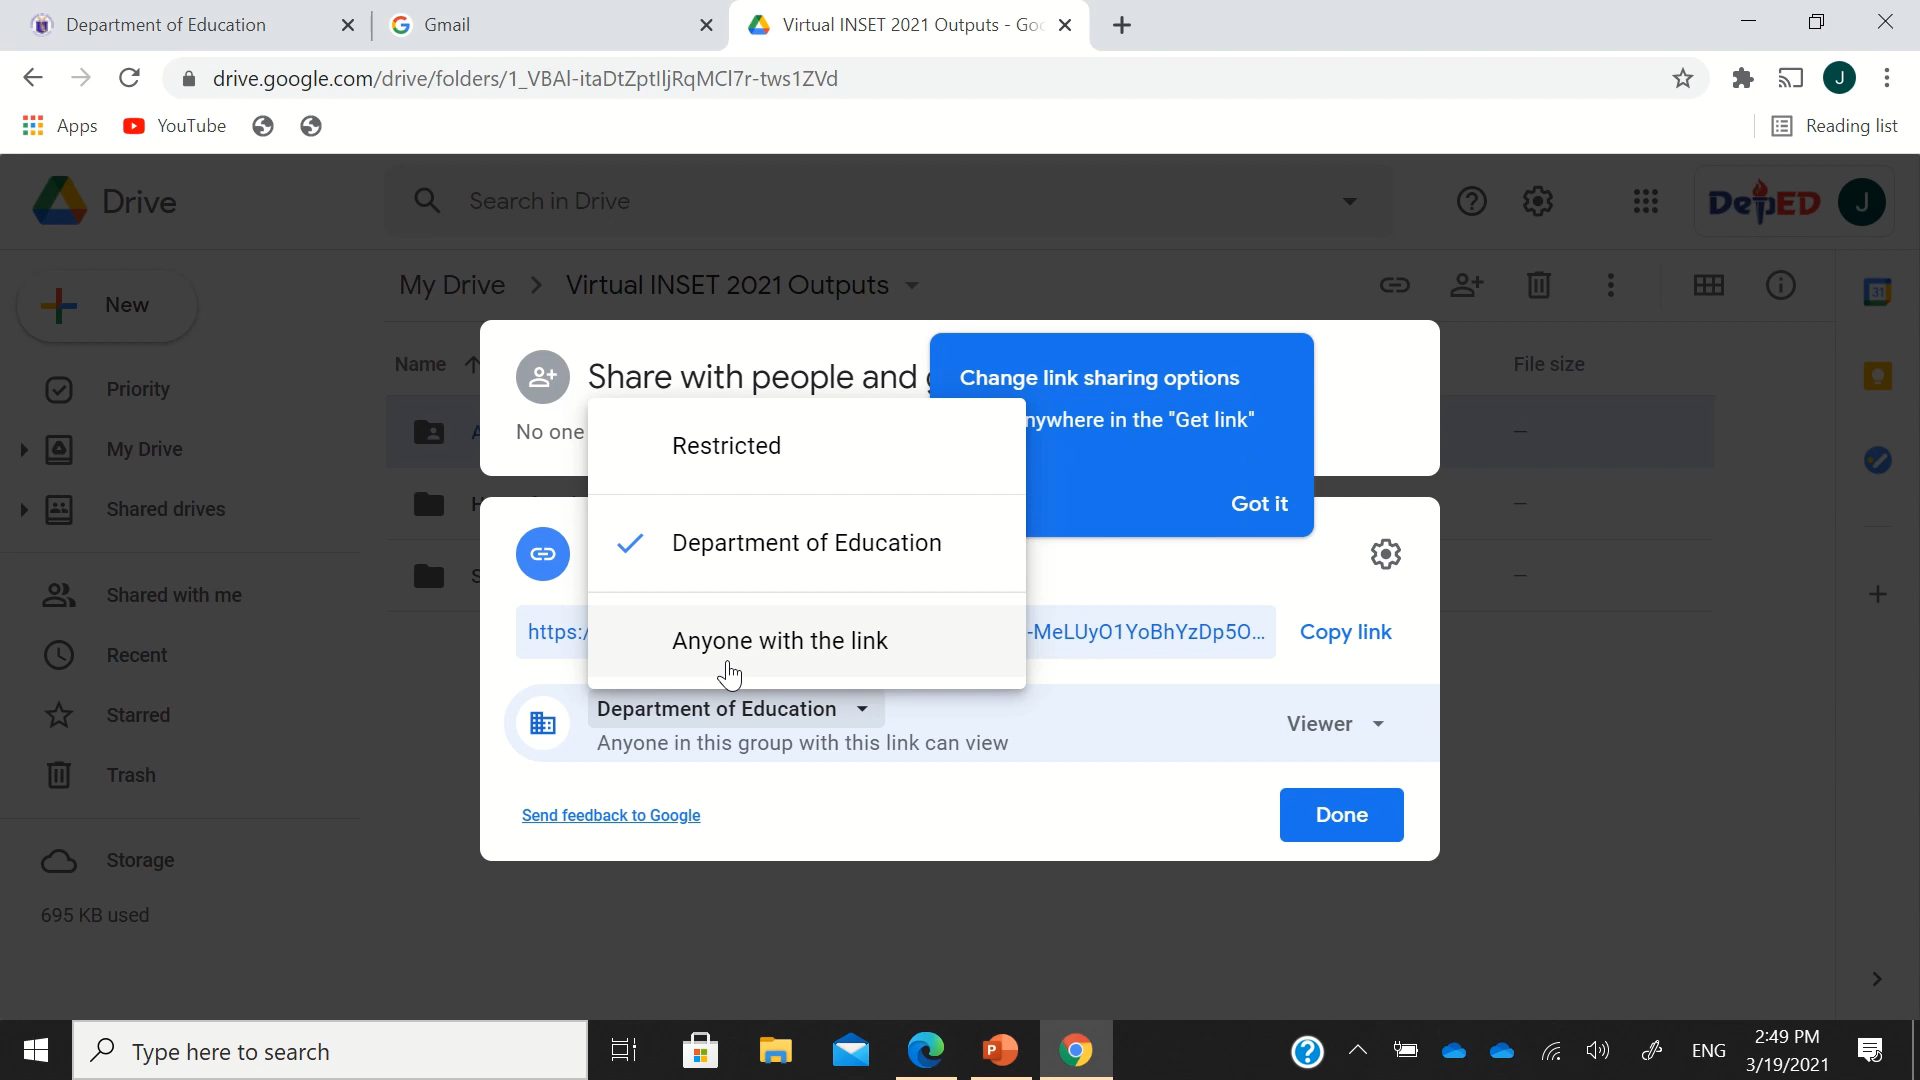 Department of Education
Gmail
Virtual INSET 2021 Outputs - Goo
drive.google.com/drive/folders/1_VBAl-itaDtZptlljRqMCl7r-tws1ZVd
J
Apps
YouTube
Reading list
Drive
Search in Drive
DepED
J
New
My Drive > Virtual INSET 2021 Outputs
Priority
My Drive
Shared drives
Shared with me
Recent
Starred
Trash
Storage
695 KB used
Name
File size
Share with people and
No one
Change link sharing options
nywhere in the "Get link"
Got it
Restricted
Department of Education
Anyone with the link
https:/
-MeLUyO1YoBhYzDp5O...
Copy link
Department of Education
Anyone in this group with this link can view
Viewer
Send feedback to Google
Done
31
Type here to search
ENG
2:49 PM
3/19/2021